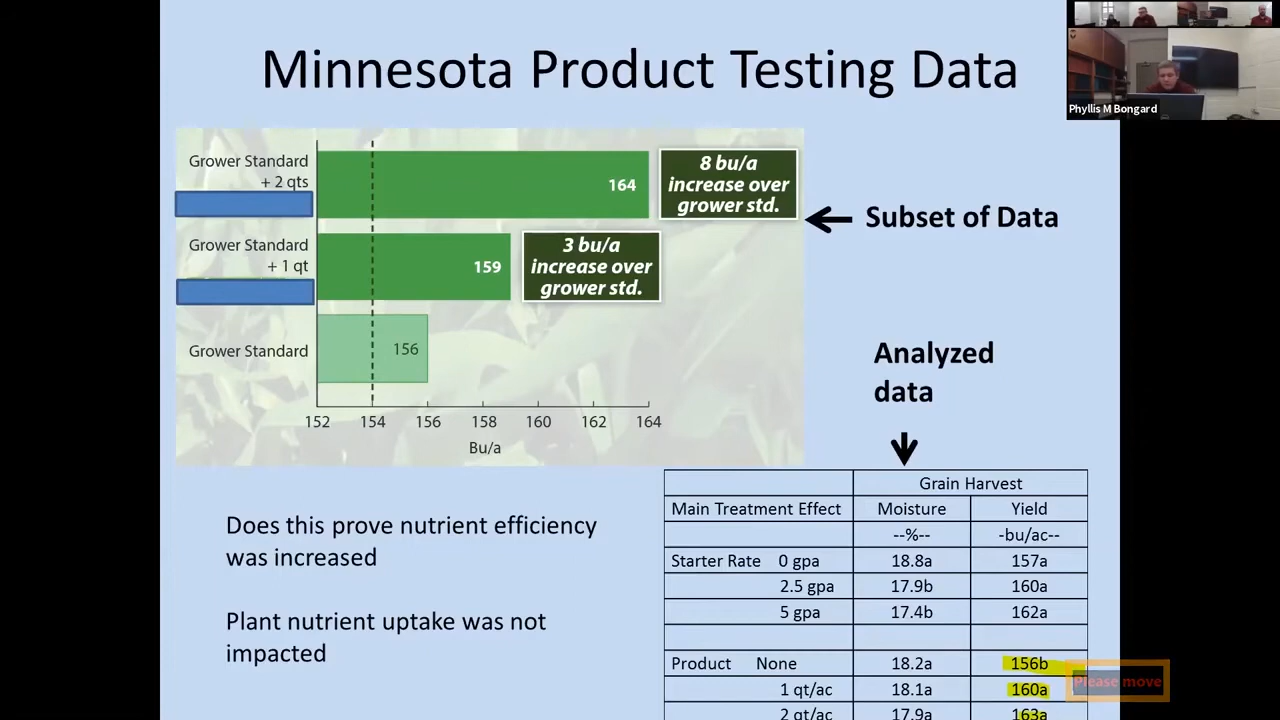 Minnesota Product Testing Data
Phyllis M Bongard
Grower Standard
+ 2 qts
164
8 bu/a
increase over
grower std.
Subset of Data
Grower Standard
+ 1 qt
159
3 bu/a
increase over
grower std.
Grower Standard
156
152 154 156 158 160 162 164
Bu/a
Analyzed
data
Does this prove nutrient efficiency
was increased
Plant nutrient uptake was not
impacted
Grain Harvest
Main Treatment Effect Moisture Yield
--%-- -bu/ac--
Starter Rate 0 gpa 18.8a 157a
2.5 gpa 17.9b 160a
5 gpa 17.4b 162a
Product None 18.2a 156b
1 qt/ac 18.1a 160a
2 qt/ac 17.9a 163a
Please move